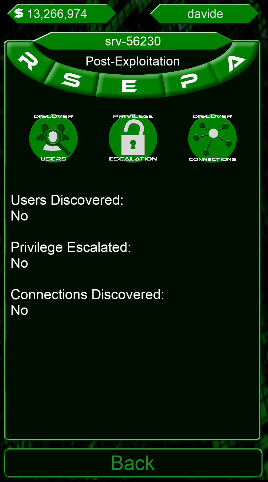 $ 13,266,974
davide
srv-56230
Post-Exploitation
R S E P A
DISCOVER
USERS
PRIVILEGE
ESCALATION
DISCOVER
CONNECTIONS
Users Discovered:
No
Privilege Escalated:
No
Connections Discovered:
No
Back